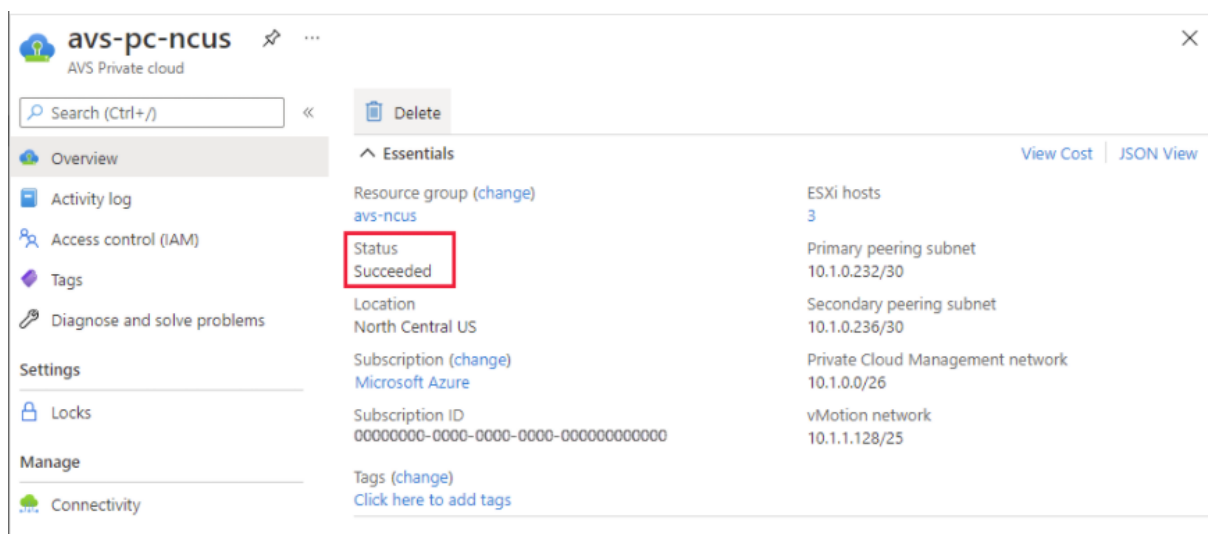 avs-pc-ncus ...
AVS Private cloud
Search (Ctrl+/)
«
Overview
Activity log
Access control (IAM)
Tags
Diagnose and solve problems
Settings
Locks
Manage
Connectivity
Delete
Essentials
View Cost
JSON View
Resource group (change)
avs-ncus
Status
Succeeded
Location
North Central US
Subscription (change)
Microsoft Azure
Subscription ID
00000000-0000-0000-0000-000000000000
Tags (change)
Click here to add tags
ESXi hosts
3
Primary peering subnet
10.1.0.232/30
Secondary peering subnet
10.1.0.236/30
Private Cloud Management network
10.1.0.0/26
vMotion network
10.1.1.128/25